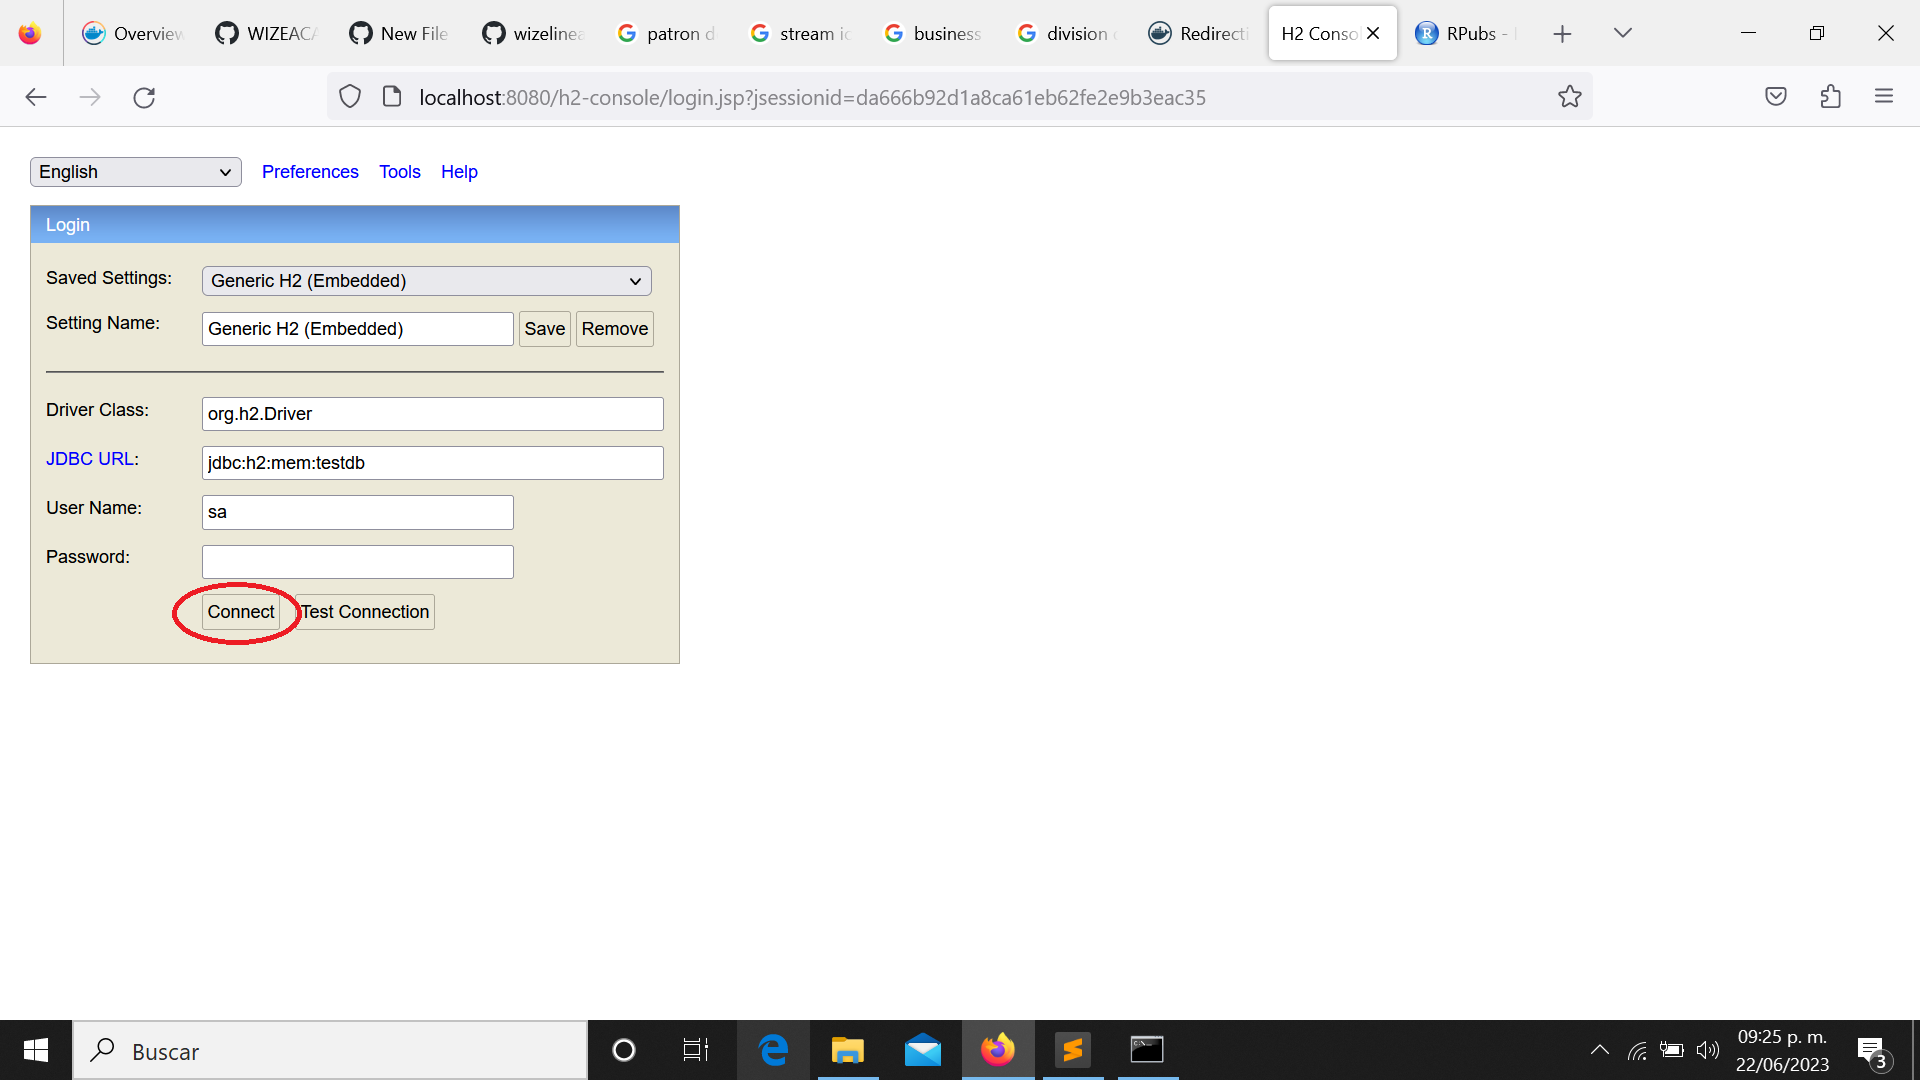 Overview WIZEACA New File wizelinea patron d stream ic business division Redirecti H2 Consol RPubs -
localhost:8080/h2-console/login.jsp?jsessionid=da666b92d1a8ca61eb62fe2e9b3eac35
English Preferences Tools Help
Login
Saved Settings: Generic H2 (Embedded)
Setting Name: Generic H2 (Embedded) Save Remove
Driver Class: org.h2.Driver
JDBC URL: jdbc:h2:mem:testdb
User Name: sa
Password:
Connect Test Connection
Buscar
09:25 p. m.
22/06/2023
3